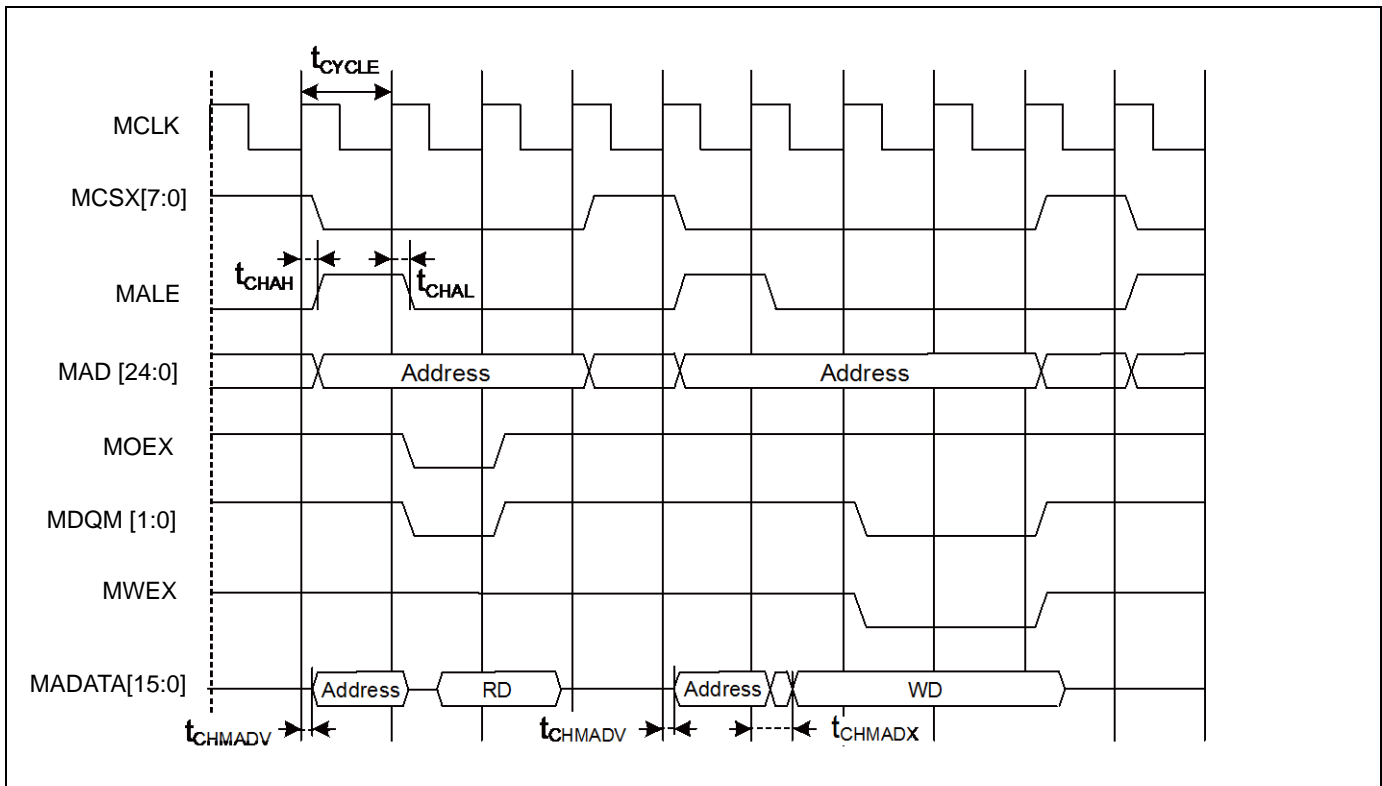 tCYCLE
MCLK
MCSX[7:0]
tCHAH
tCHAL
MALE
MAD [24:0]
Address
Address
MOEX
MDQM [1:0]
MWEX
MADATA[15:0]
Address
RD
Address
WD
tCHMADV
tCHMADV
tCHMADX